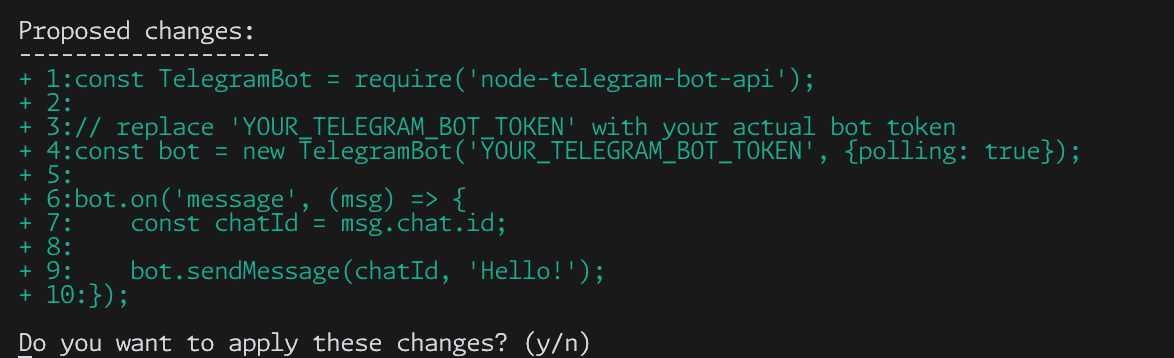 Proposed changes:
------------------
+ 1:const TelegramBot = require('node-telegram-bot-api');
+ 2:
+ 3:// replace 'YOUR_TELEGRAM_BOT_TOKEN' with your actual bot token
+ 4:const bot = new TelegramBot('YOUR_TELEGRAM_BOT_TOKEN', {polling: true});
+ 5:
+ 6:bot.on('message', (msg) => {
+ 7:    const chatId = msg.chat.id;
+ 8:
+ 9:    bot.sendMessage(chatId, 'Hello!');
+ 10:});
Do you want to apply these changes? (y/n)